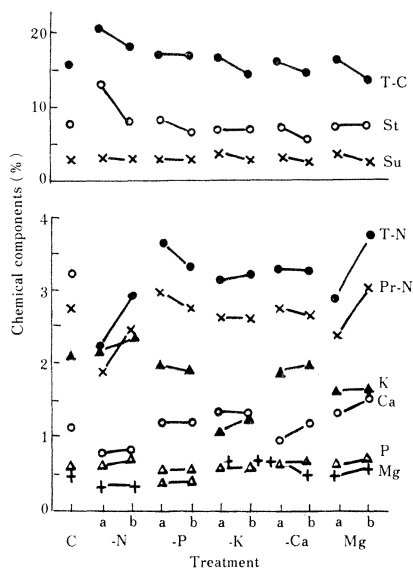 20
10
0
T-C
St
Su
Chemical components (%)
4
3
2
1
0
T-N
Pr-N
K
Ca
P
Mg
a b a b a b a b a b
C -N -P -K -Ca Mg
Treatment